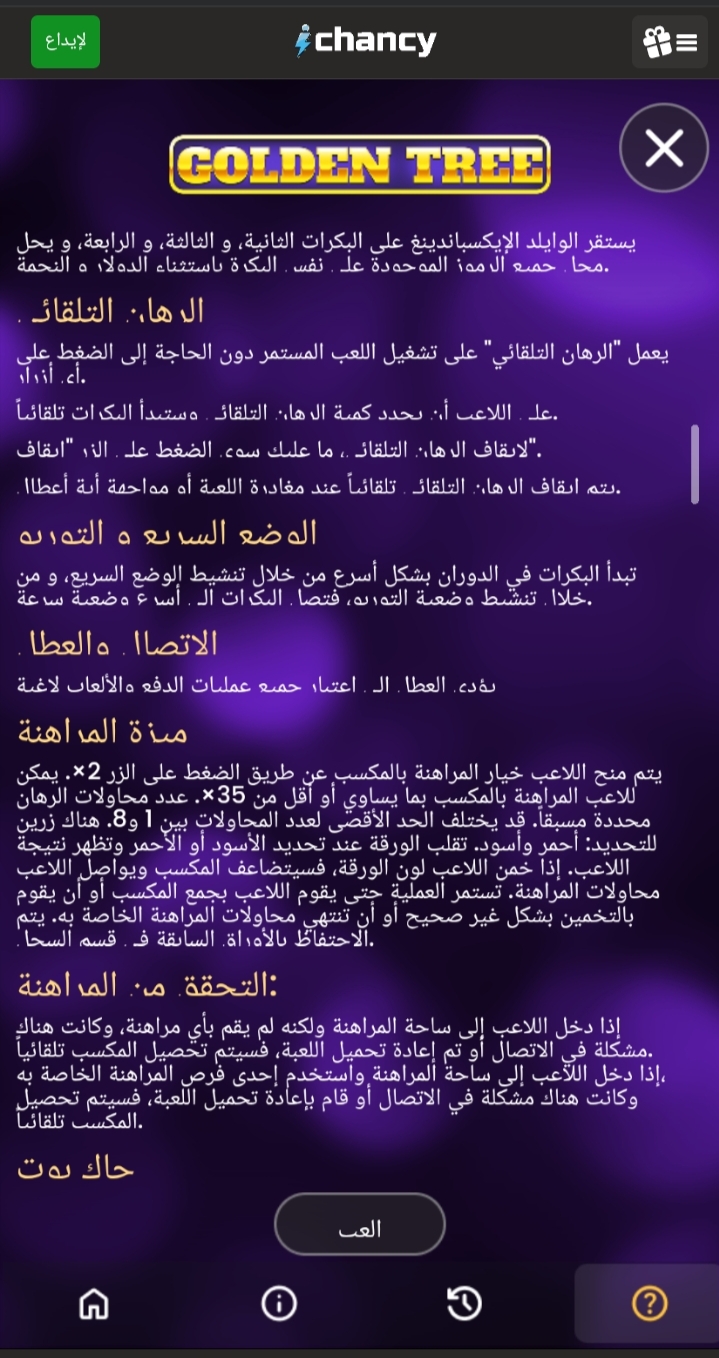 لإيداع
ichancy
GOLDEN TREE
يستقر الوايلد الإيكسباندينغ على البكرات الثانية، و الثالثة، و الرابعة، و يحل
محل جميع الرموز الموجودة على نفس البكرة باستثناء الدولار و النجمة.
الرهان التلقائي
يعمل "الرهان التلقائي" على تشغيل اللعب المستمر دون الحاجة إلى الضغط على
أي أزرار.
على اللاعب أن يحدد كمية الرهان التلقائي وستبدأ البكرات تلقائياً.
لايقاف الرهان التلقائي، ما عليك سوى الضغط على الزر "ايقاف".
يتم ايقاف الرهان التلقائي تلقائياً عند مغادرة اللعبة أو مواجهة أية أعطال.
الوضع السريع و التوربو
تبدأ البكرات في الدوران بشكل أسرع من خلال تنشيط الوضع السريع، و من
خلال تنشيط وضعية التوربو، فتصل البكرات إلى أسرع وضعية سرعة.
الاتصال والعطل
يؤدي العطل إلى اعتبار جميع عمليات الدفع والألعاب لاغية
ميزة المراهنة
يتم منح اللاعب خيار المراهنة بالمكسب عن طريق الضغط على الزر 2×. يمكن
للاعب المراهنة بالمكسب بما يساوي أو أقل من 35×. عدد محاولات الرهان
محددة مسبقاً. قد يختلف الحد الأقصى لعدد المحاولات بين 1 و8. هناك زرين
للتحديد: أحمر وأسود. تقلب الورقة عند تحديد الأسود أو الأحمر وتظهر نتيجة
اللاعب. إذا خمن اللاعب لون الورقة، فسيتضاعف المكسب ويواصل اللاعب
محاولات المراهنة. تستمر العملية حتى يقوم اللاعب بجمع المكسب أو أن يقوم
بالتخمين بشكل غير صحيح أو أن تنتهي محاولات المراهنة الخاصة به. يتم
الاحتفاظ بالأوراق السابقة في قسم السجل.
التحقق من المراهنة:
إذا دخل اللاعب إلى ساحة المراهنة ولكنه لم يقم بأي مراهنة، وكانت هناك
مشكلة في الاتصال أو تم إعادة تحميل اللعبة، فسيتم تحصيل المكسب تلقائياً.
إذا دخل اللاعب إلى ساحة المراهنة واستخدم إحدى فرص المراهنة الخاصة به،
وكانت هناك مشكلة في الاتصال أو قام بإعادة تحميل اللعبة، فسيتم تحصيل
المكسب تلقائياً.
جاك بوت
العب